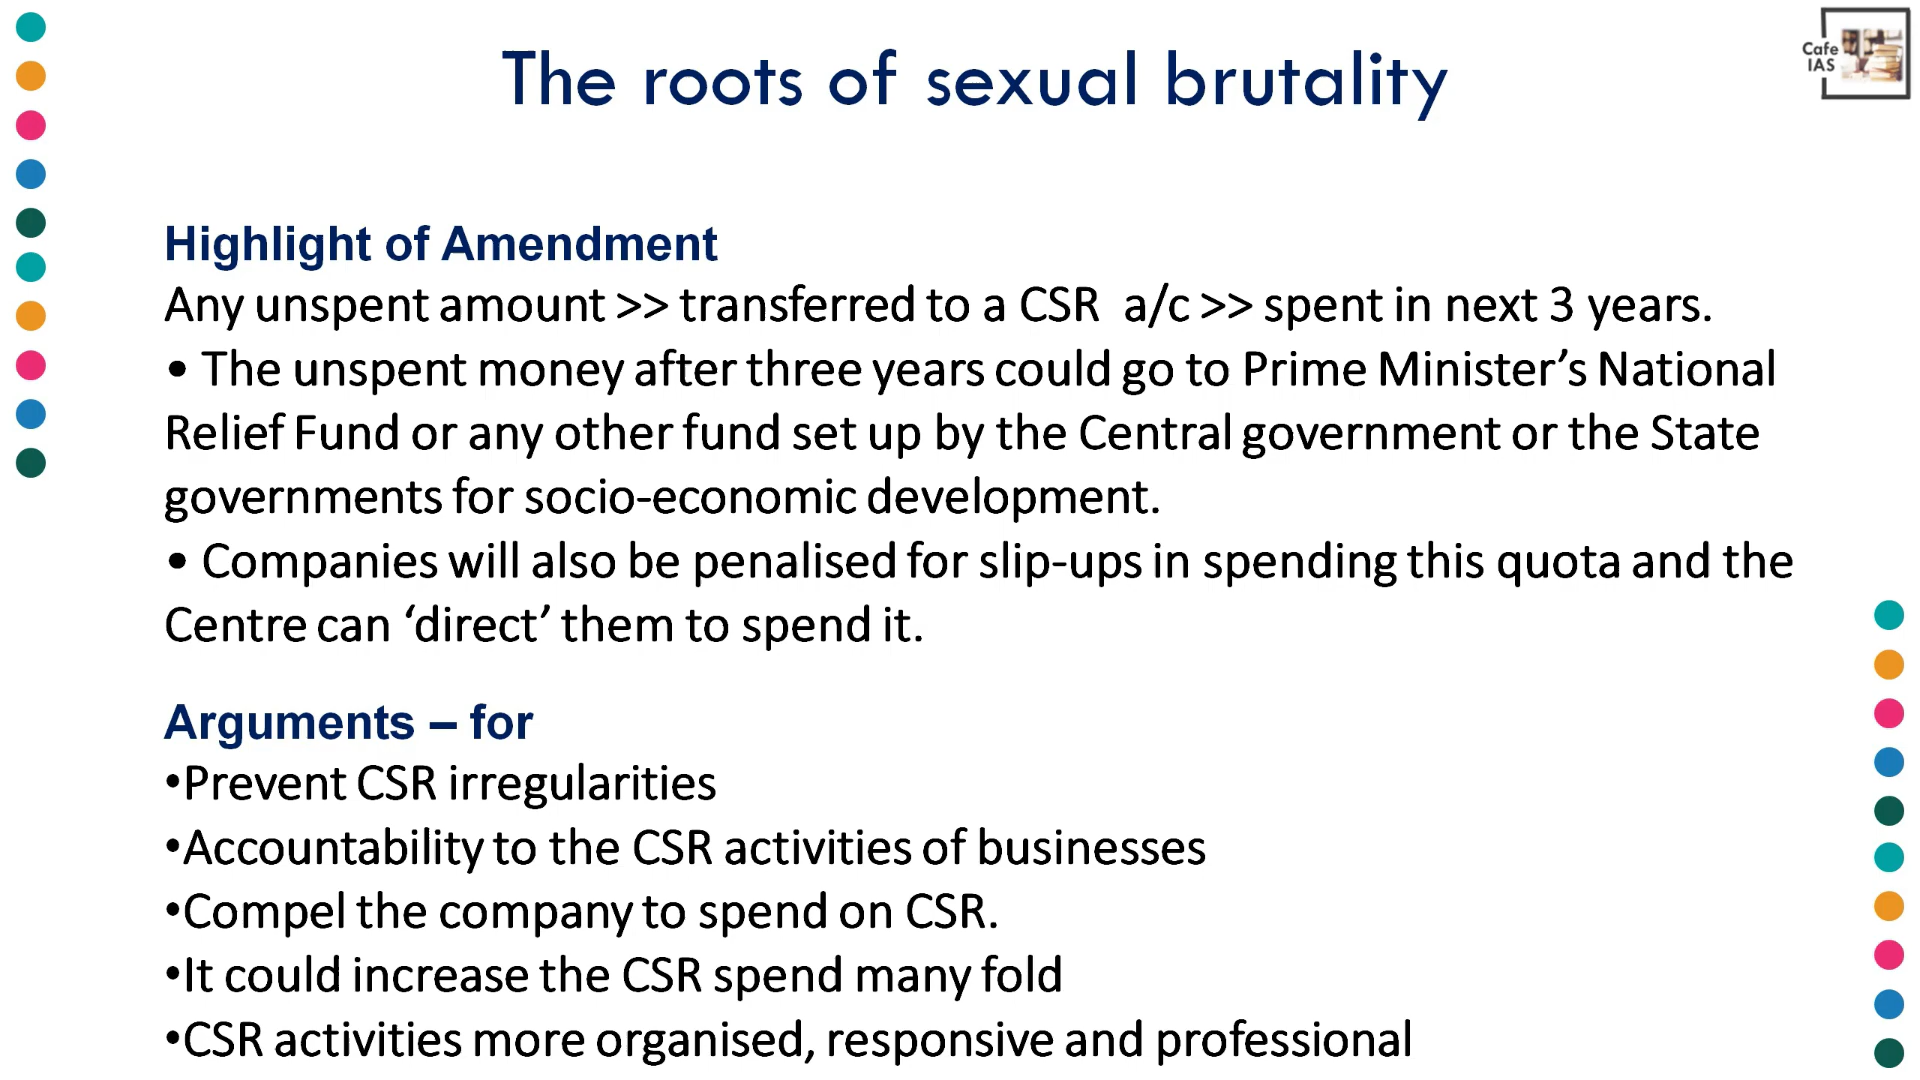 The roots of sexual brutality
Cafe
IAS
Highlight of Amendment
Any unspent amount >> transferred to a CSR a/c >> spent in next 3 years.
• The unspent money after three years could go to Prime Minister’s National
Relief Fund or any other fund set up by the Central government or the State
governments for socio-economic development.
• Companies will also be penalised for slip-ups in spending this quota and the
Centre can ‘direct’ them to spend it.
Arguments – for
•Prevent CSR irregularities
•Accountability to the CSR activities of businesses
•Compel the company to spend on CSR.
•It could increase the CSR spend many fold
•CSR activities more organised, responsive and professional